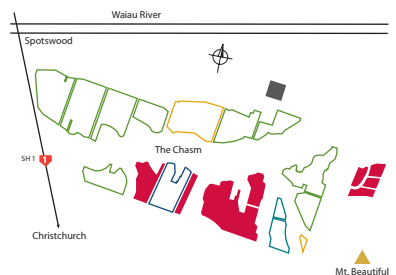 Waiau River
Spotswood
The Chasm
SH 1
1
Christchurch
Mt. Beautiful